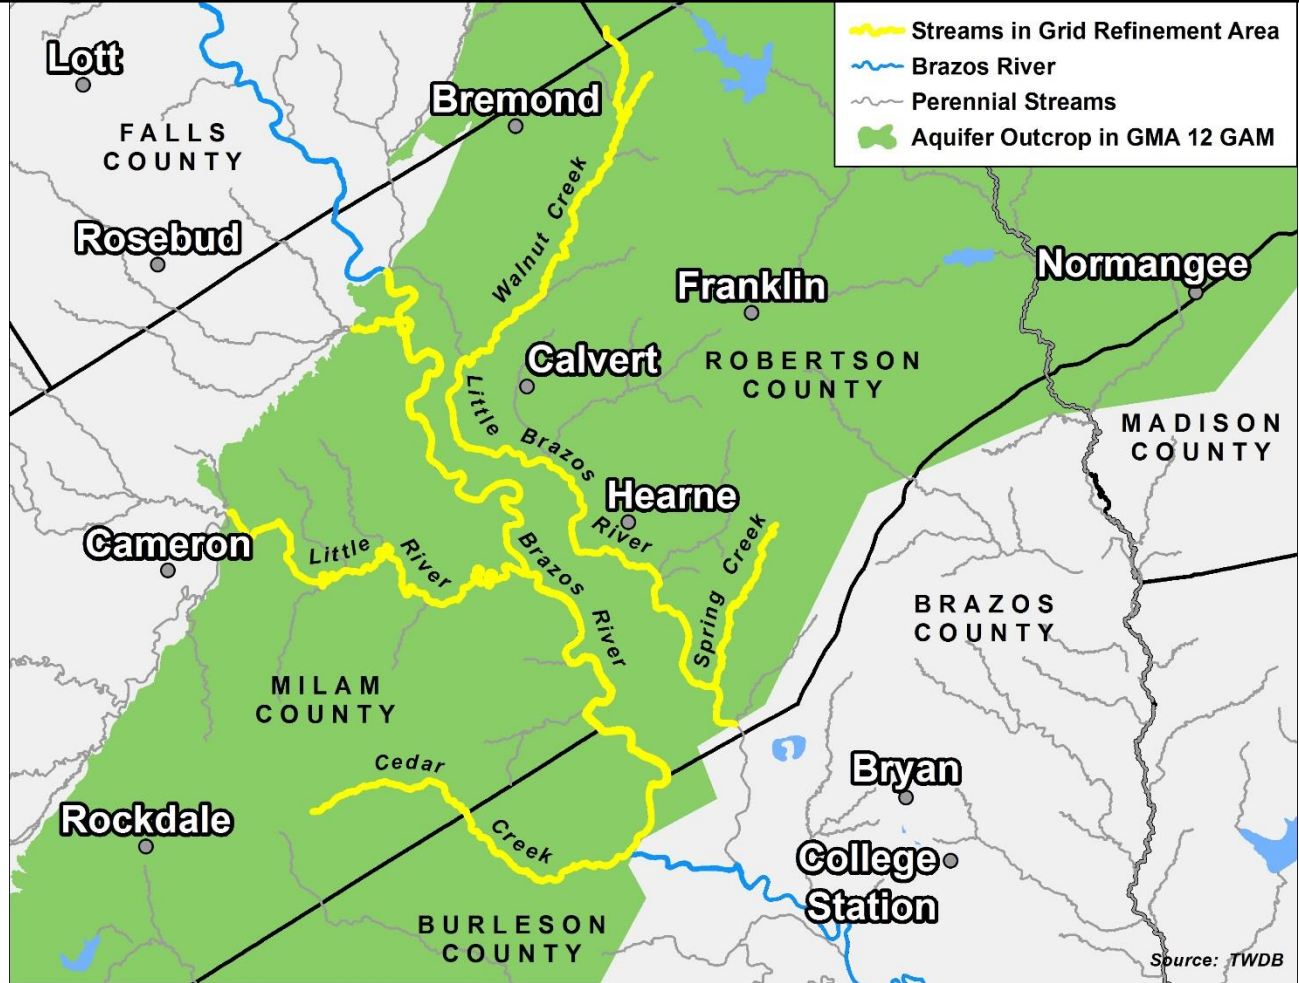 Streams in Grid Refinement Area
Brazos River
Perennial Streams
Aquifer Outcrop in GMA 12 GAM
Lott
Bremond
FALLS
COUNTY
Rosebud
Walnut Creek
Normangee
Franklin
Calvert
ROBERTSON
COUNTY
Little
Brazos
River
MADISON
COUNTY
Hearne
Cameron
Little
River
Brazos
River
Spring Creek
BRAZOS
COUNTY
MILAM
COUNTY
Cedar
Creek
Bryan
Rockdale
College
Station
BURLESON
COUNTY
Source: TWDB